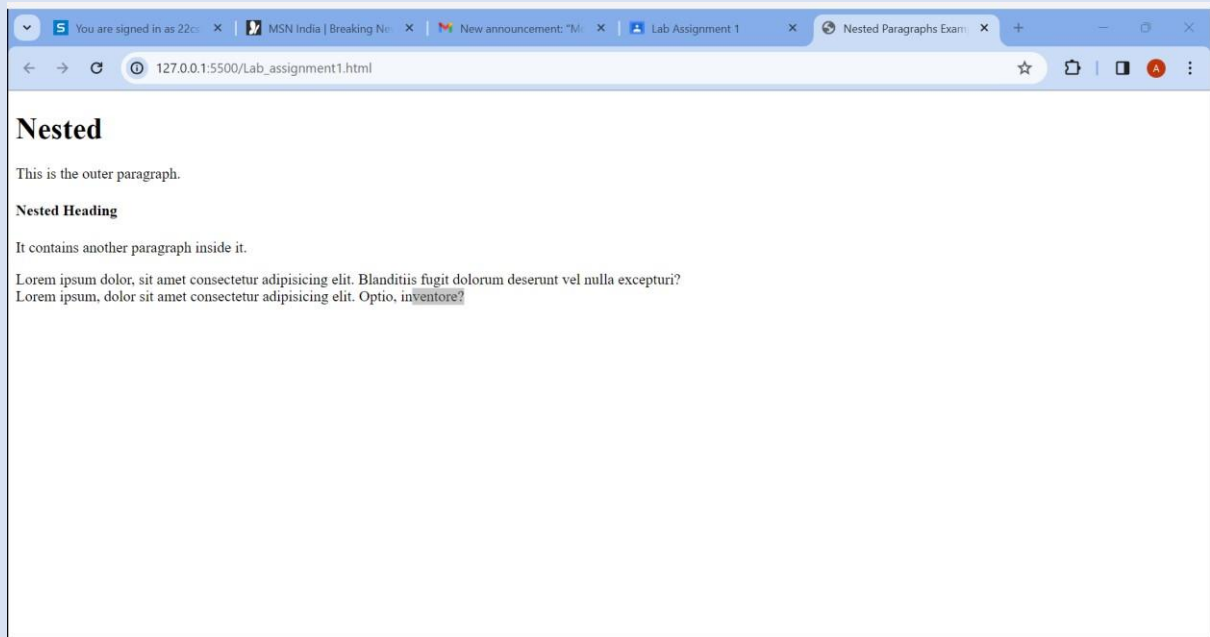 S You are signed in as 22cs
MSN India | Breaking Ne
New announcement: "M
Lab Assignment 1
Nested Paragraphs Exam
127.0.0.1:5500/Lab_assignment1.html
A
Nested
This is the outer paragraph.
Nested Heading
It contains another paragraph inside it.
Lorem ipsum dolor, sit amet consectetur adipisicing elit. Blanditiis fugit dolorum deserunt vel nulla excepturi?
Lorem ipsum, dolor sit amet consectetur adipisicing elit. Optio, inventore?